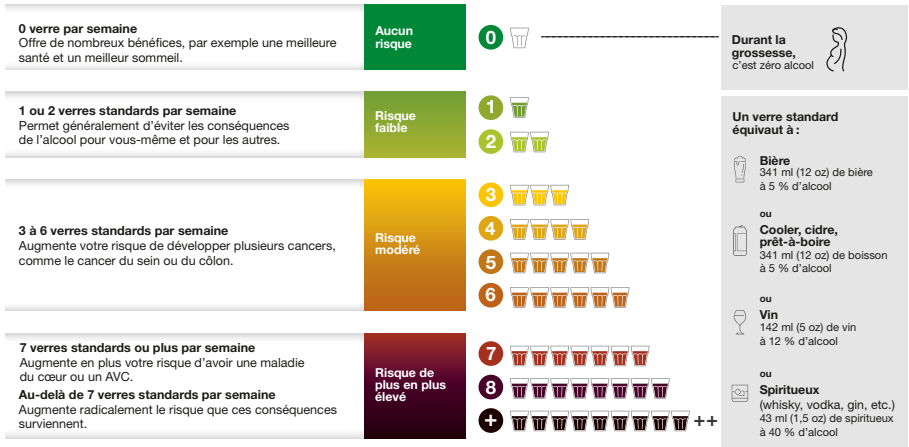 0 verre par semaine
Offre de nombreux bénéfices, par exemple une meilleure
santé et un meilleur sommeil.
Aucun
risque
0
Durant la
grossesse,
c'est zéro alcool
1 ou 2 verres standards par semaine
Permet généralement d'éviter les conséquences
de l'alcool pour vous-même et pour les autres.
Risque
faible
1
2
3 à 6 verres standards par semaine
Augmente votre risque de développer plusieurs cancers,
comme le cancer du sein ou du côlon.
Risque
modéré
3
4
5
6
7 verres standards ou plus par semaine
Augmente en plus votre risque d'avoir une maladie
du cœur ou un AVC.
Au-delà de 7 verres standards par semaine
Augmente radicalement le risque que ces conséquences
surviennent.
Risque de
plus en plus
élevé
7
8
+
++
Un verre standard
équivaut à :
Bière
341 ml (12 oz) de bière
à 5 % d'alcool
ou
Cooler, cidre,
prêt-à-boire
341 ml (12 oz) de boisson
à 5 % d'alcool
ou
Vin
142 ml (5 oz) de vin
à 12 % d'alcool
ou
Spiritueux
(whisky, vodka, gin, etc.)
43 ml (1,5 oz) de spiritueux
à 40 % d'alcool